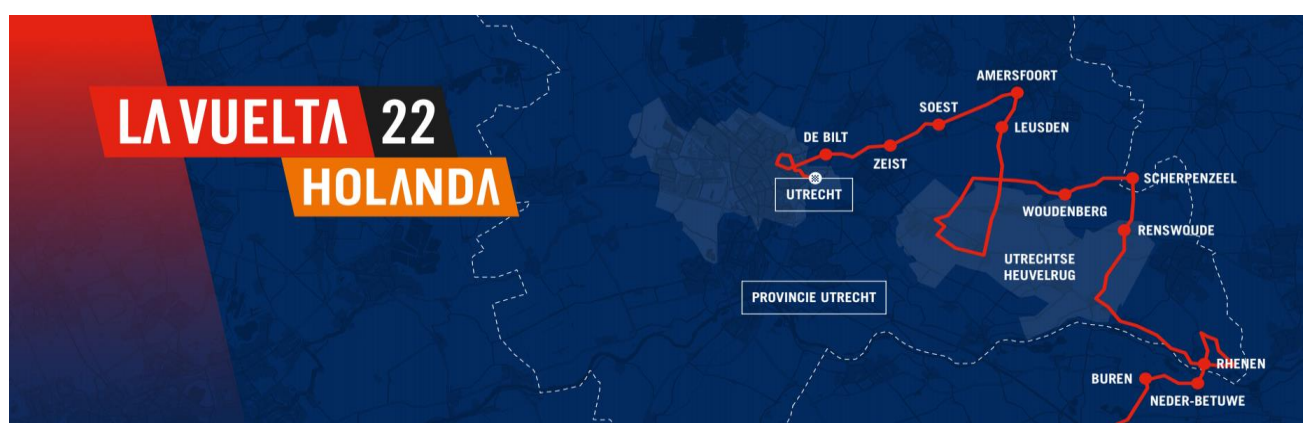 LA VUELTA 22
HOLANDA
AMERSFOORT
SOEST
LEUSDEN
DE BILT
ZEIST
UTRECHT
SCHERPENZEEL
WOUDENBERG
RENSWOUDE
UTRECHTSE
HEUVELRUG
PROVINCIE UTRECHT
RHENEN
BUREN
NEDER-BETUWE